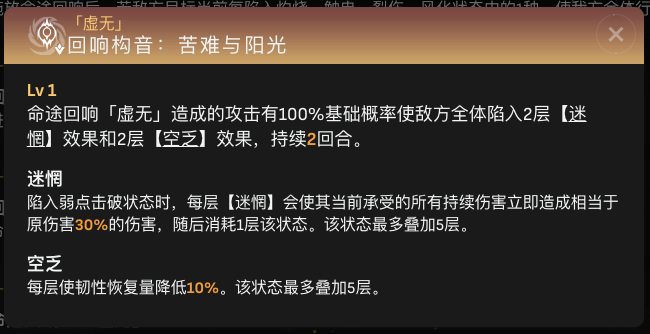 「虚无」
回响构音：苦难与阳光
Lv 1
命途回响「虚无」造成的攻击有100%基础概率使敌方全体陷入2层【迷
惘】效果和2层【空乏】效果，持续2回合。
迷惘
陷入弱点击破状态时，每层【迷惘】会使其当前承受的所有持续伤害立即造成相当于
原伤害30%的伤害，随后消耗1层该状态。该状态最多叠加5层。
空乏
每层使韧性恢复量降低10%。该状态最多叠加5层。